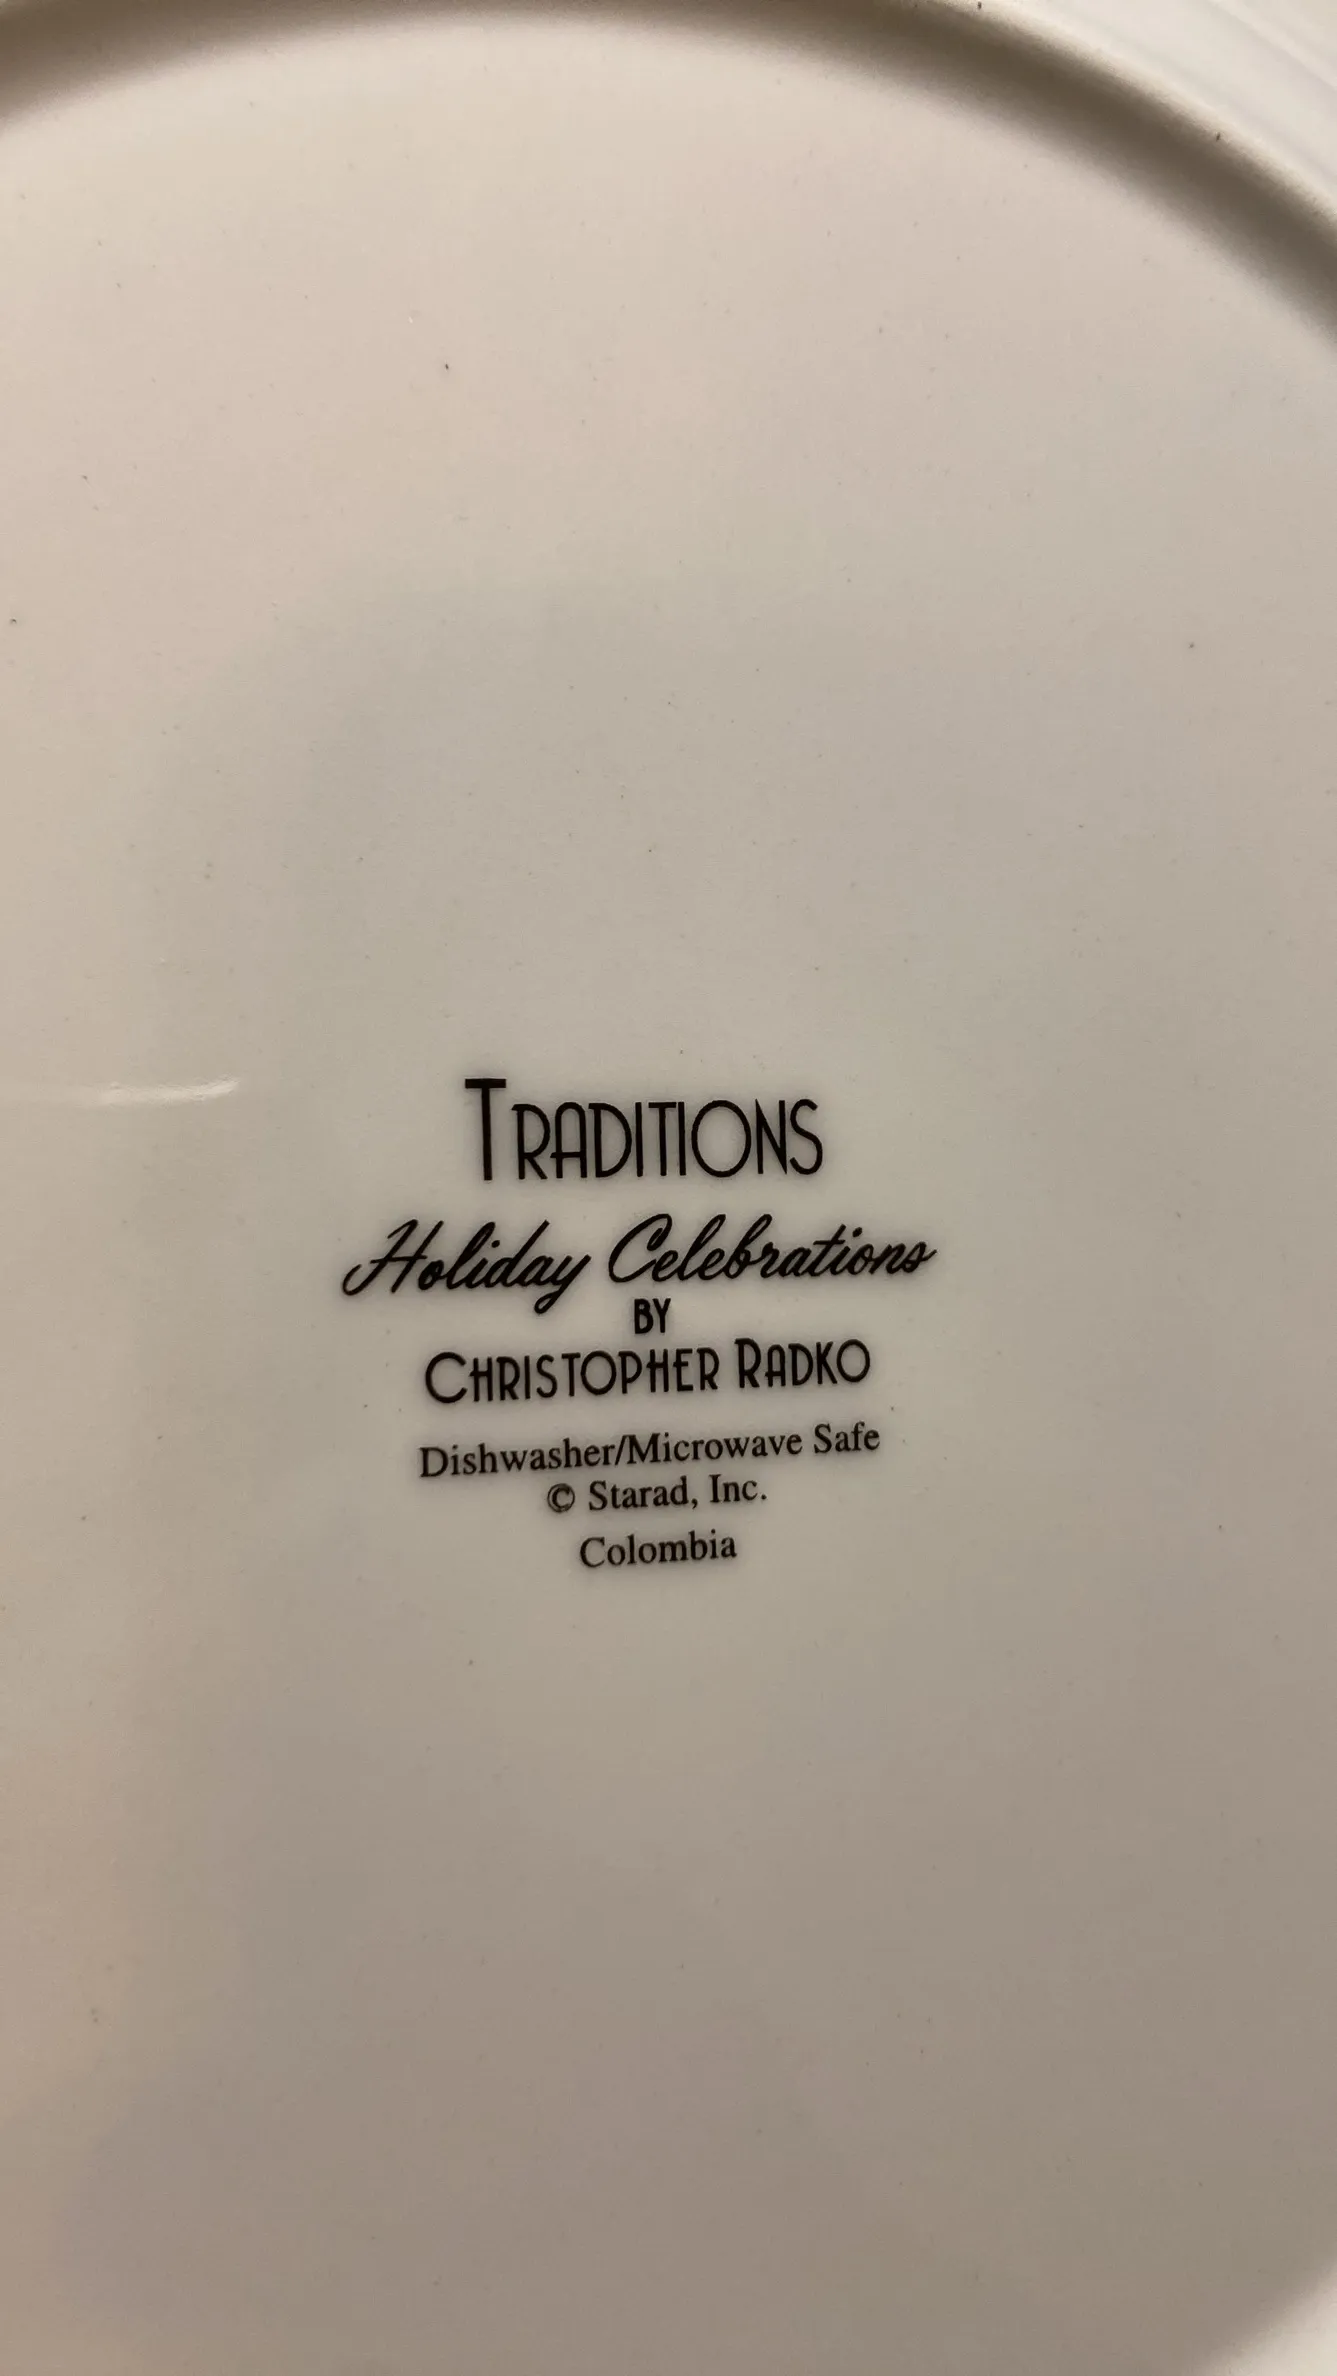 TRADITIONS
Holiday Celebrations
BY
CHRISTOPHER RADKO
Dishwasher/Microwave Safe
© Starad, Inc.
Colombia